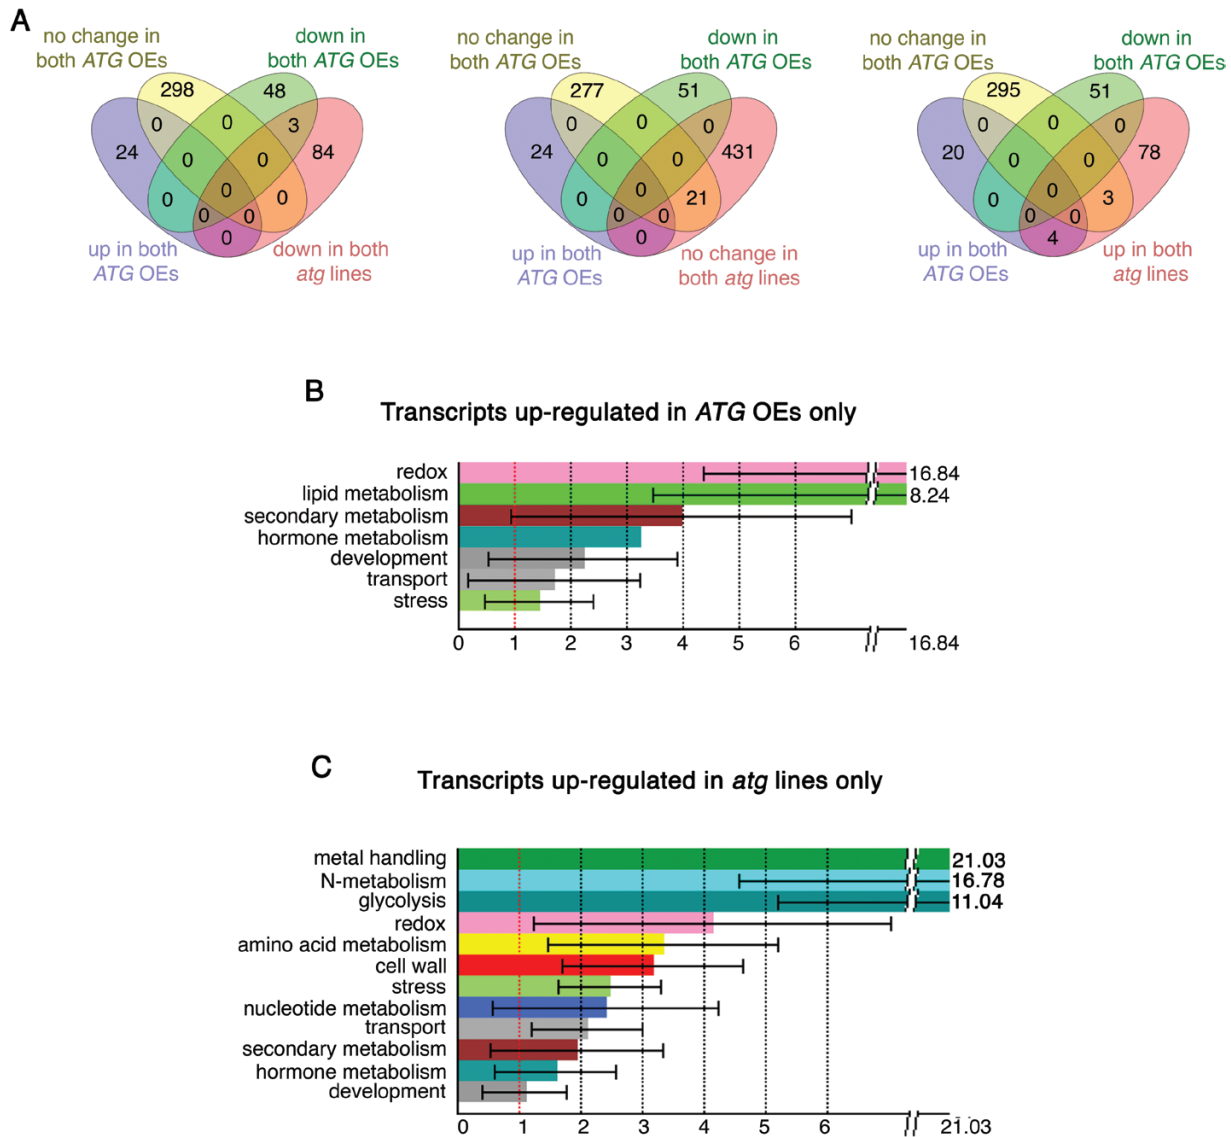 A
no change in
both ATG OEs
down in
both ATG OEs
298
48
0
0
3
24
84
0
0
0
0
0
0
0
0
up in both
ATG OEs
down in both
atg lines
no change in
both ATG OEs
down in
both ATG OEs
277
51
0
0
0
24
431
0
0
0
0
21
0
0
0
up in both
ATG OEs
no change in
both atg lines
no change in
both ATG OEs
down in
both ATG OEs
295
51
0
0
0
20
78
0
0
0
0
3
0
0
4
up in both
ATG OEs
up in both
atg lines
B
Transcripts up-regulated in ATG OEs only
redox 16.84
lipid metabolism 8.24
secondary metabolism
hormone metabolism
development
transport
stress
0 1 2 3 4 5 6 16.84
C
Transcripts up-regulated in atg lines only
metal handling 21.03
N-metabolism 16.78
glycolysis 11.04
redox
amino acid metabolism
cell wall
stress
nucleotide metabolism
transport
secondary metabolism
hormone metabolism
development
0 1 2 3 4 5 6 21.03